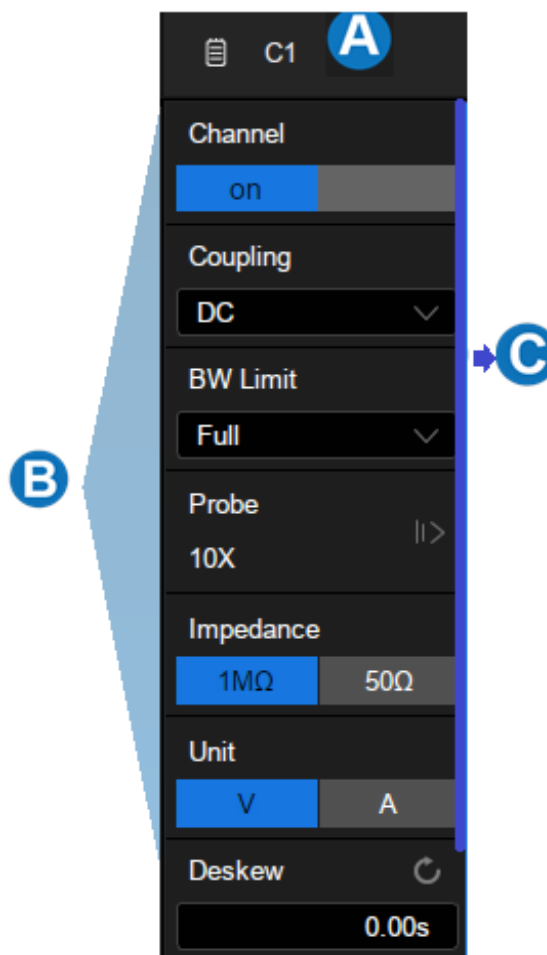 C1 A
Channel
on
Coupling
DC
C
BW Limit
Full
B
Probe
10X
Impedance
1MΩ 50Ω
Unit
V A
Deskew
0.00s